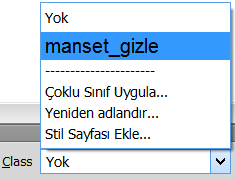 Yok
manset_gizle
----------------------
Çoklu Sınıf Uygula...
Yeniden adlandır...
Stil Sayfası Ekle...
Class Yok